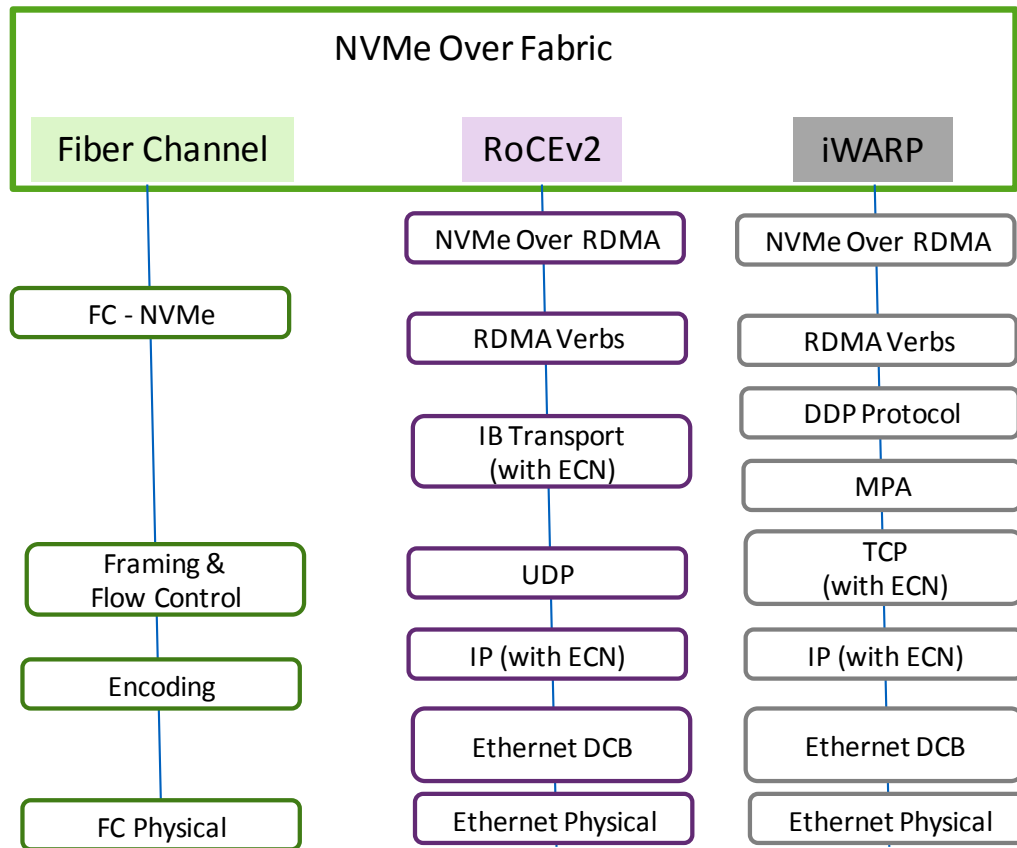 NVMe Over Fabric
Fiber Channel
RoCEv2
iWARP
FC - NVMe
Framing &
Flow Control
Encoding
FC Physical
NVMe Over RDMA
RDMA Verbs
IB Transport
(with ECN)
UDP
IP (with ECN)
Ethernet DCB
Ethernet Physical
NVMe Over RDMA
RDMA Verbs
DDP Protocol
MPA
TCP
(with ECN)
IP (with ECN)
Ethernet DCB
Ethernet Physical